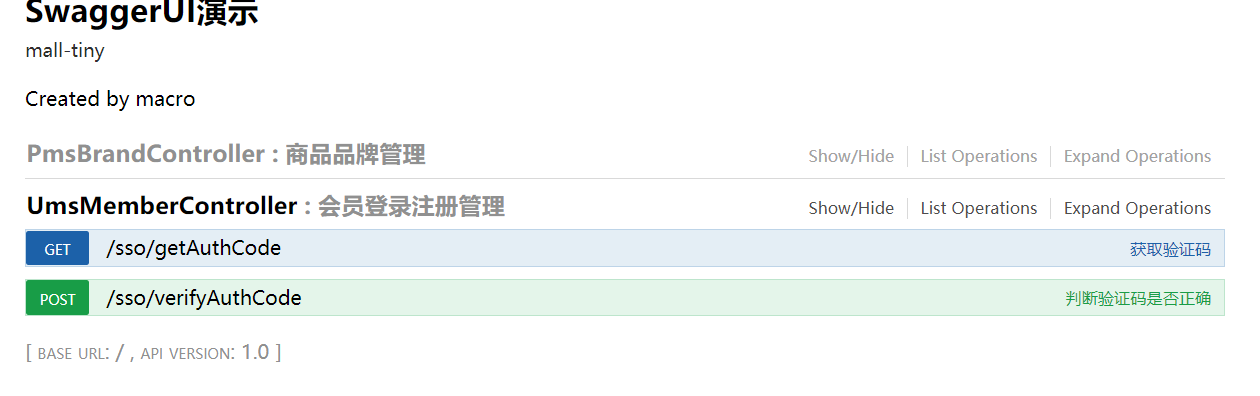 SwaggerUI演示
mall-tiny
Created by macro
PmsBrandController : 商品品牌管理 Show/Hide List Operations Expand Operations
UmsMemberController : 会员登录注册管理 Show/Hide List Operations Expand Operations
GET /sso/getAuthCode 获取验证码
POST /sso/verifyAuthCode 判断验证码是否正确
[ BASE URL: / , API VERSION: 1.0 ]